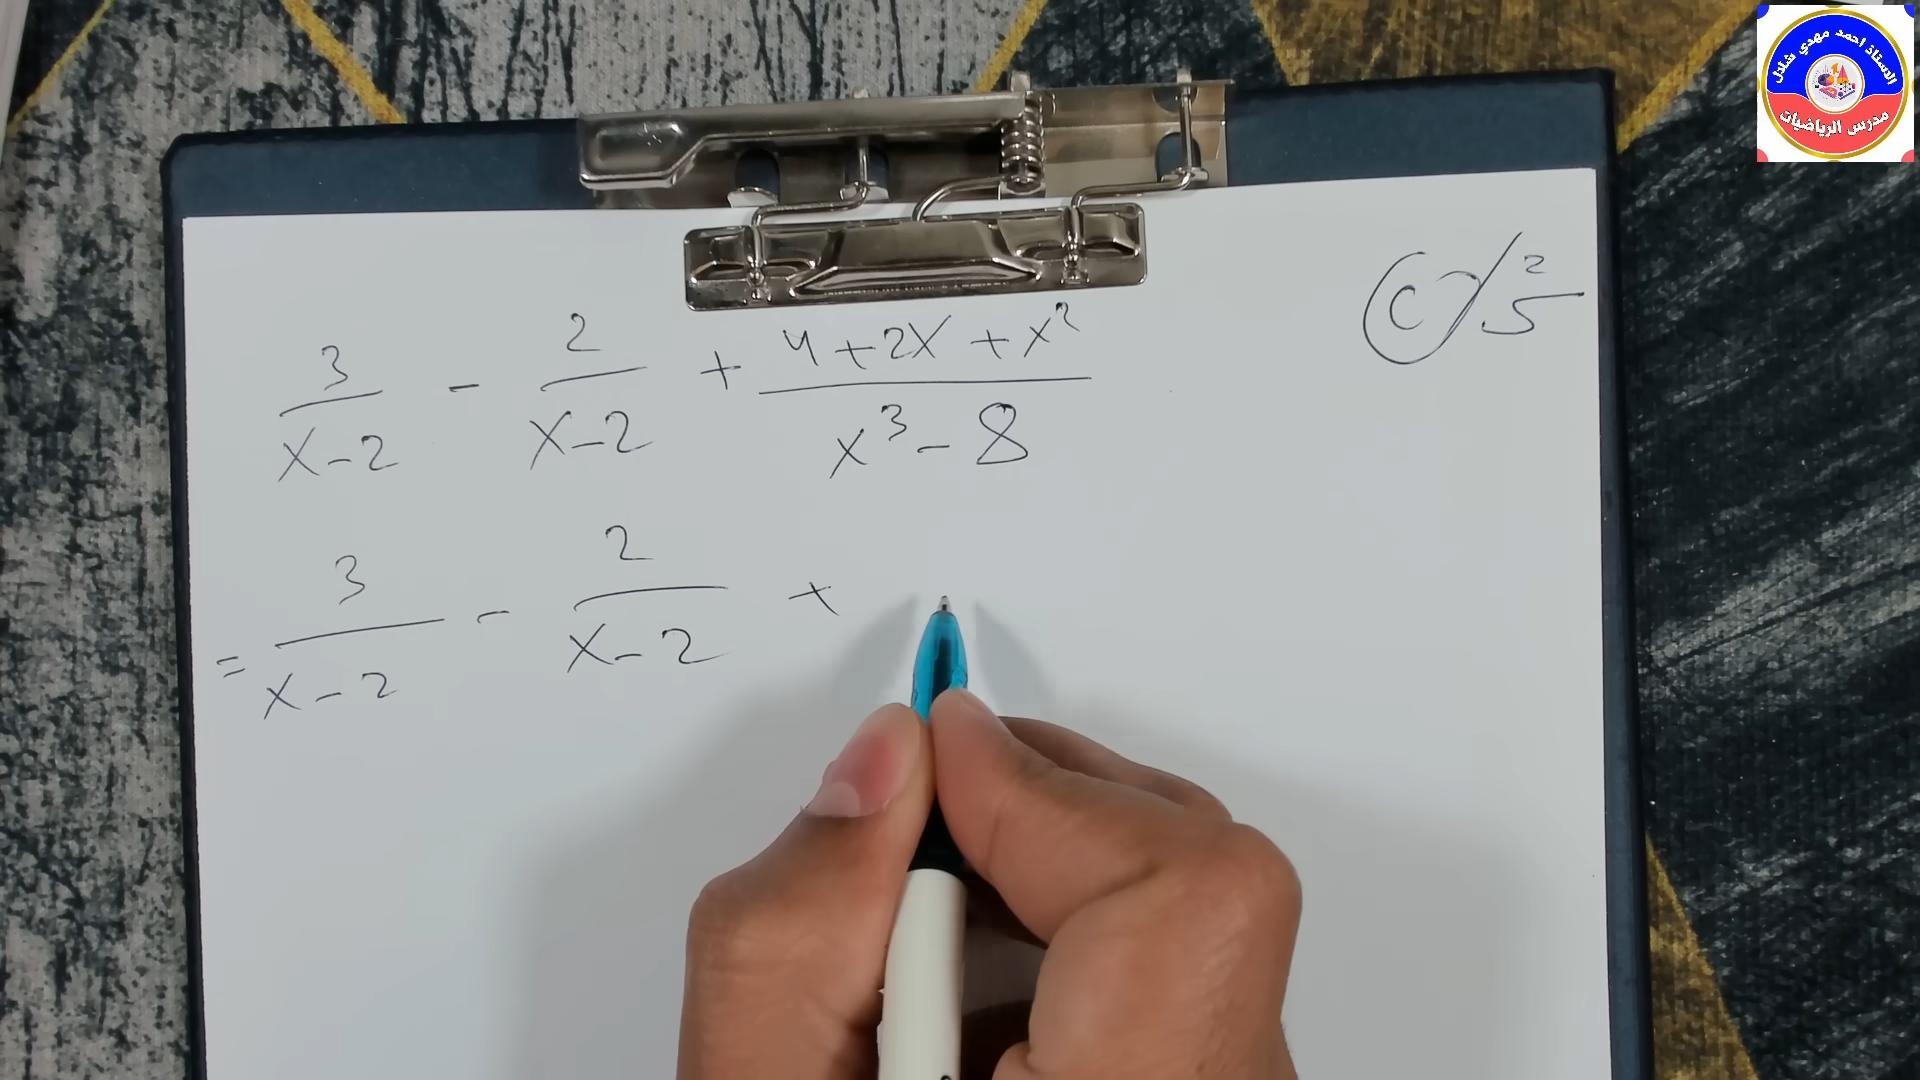 الاستاذ احمد مهدي شلال
مدرس الرياضيات
C / 2/5
3/(x-2) - 2/(x-2) + (4+2x+x²)/(x³-8)
= 3/(x-2) - 2/(x-2) +